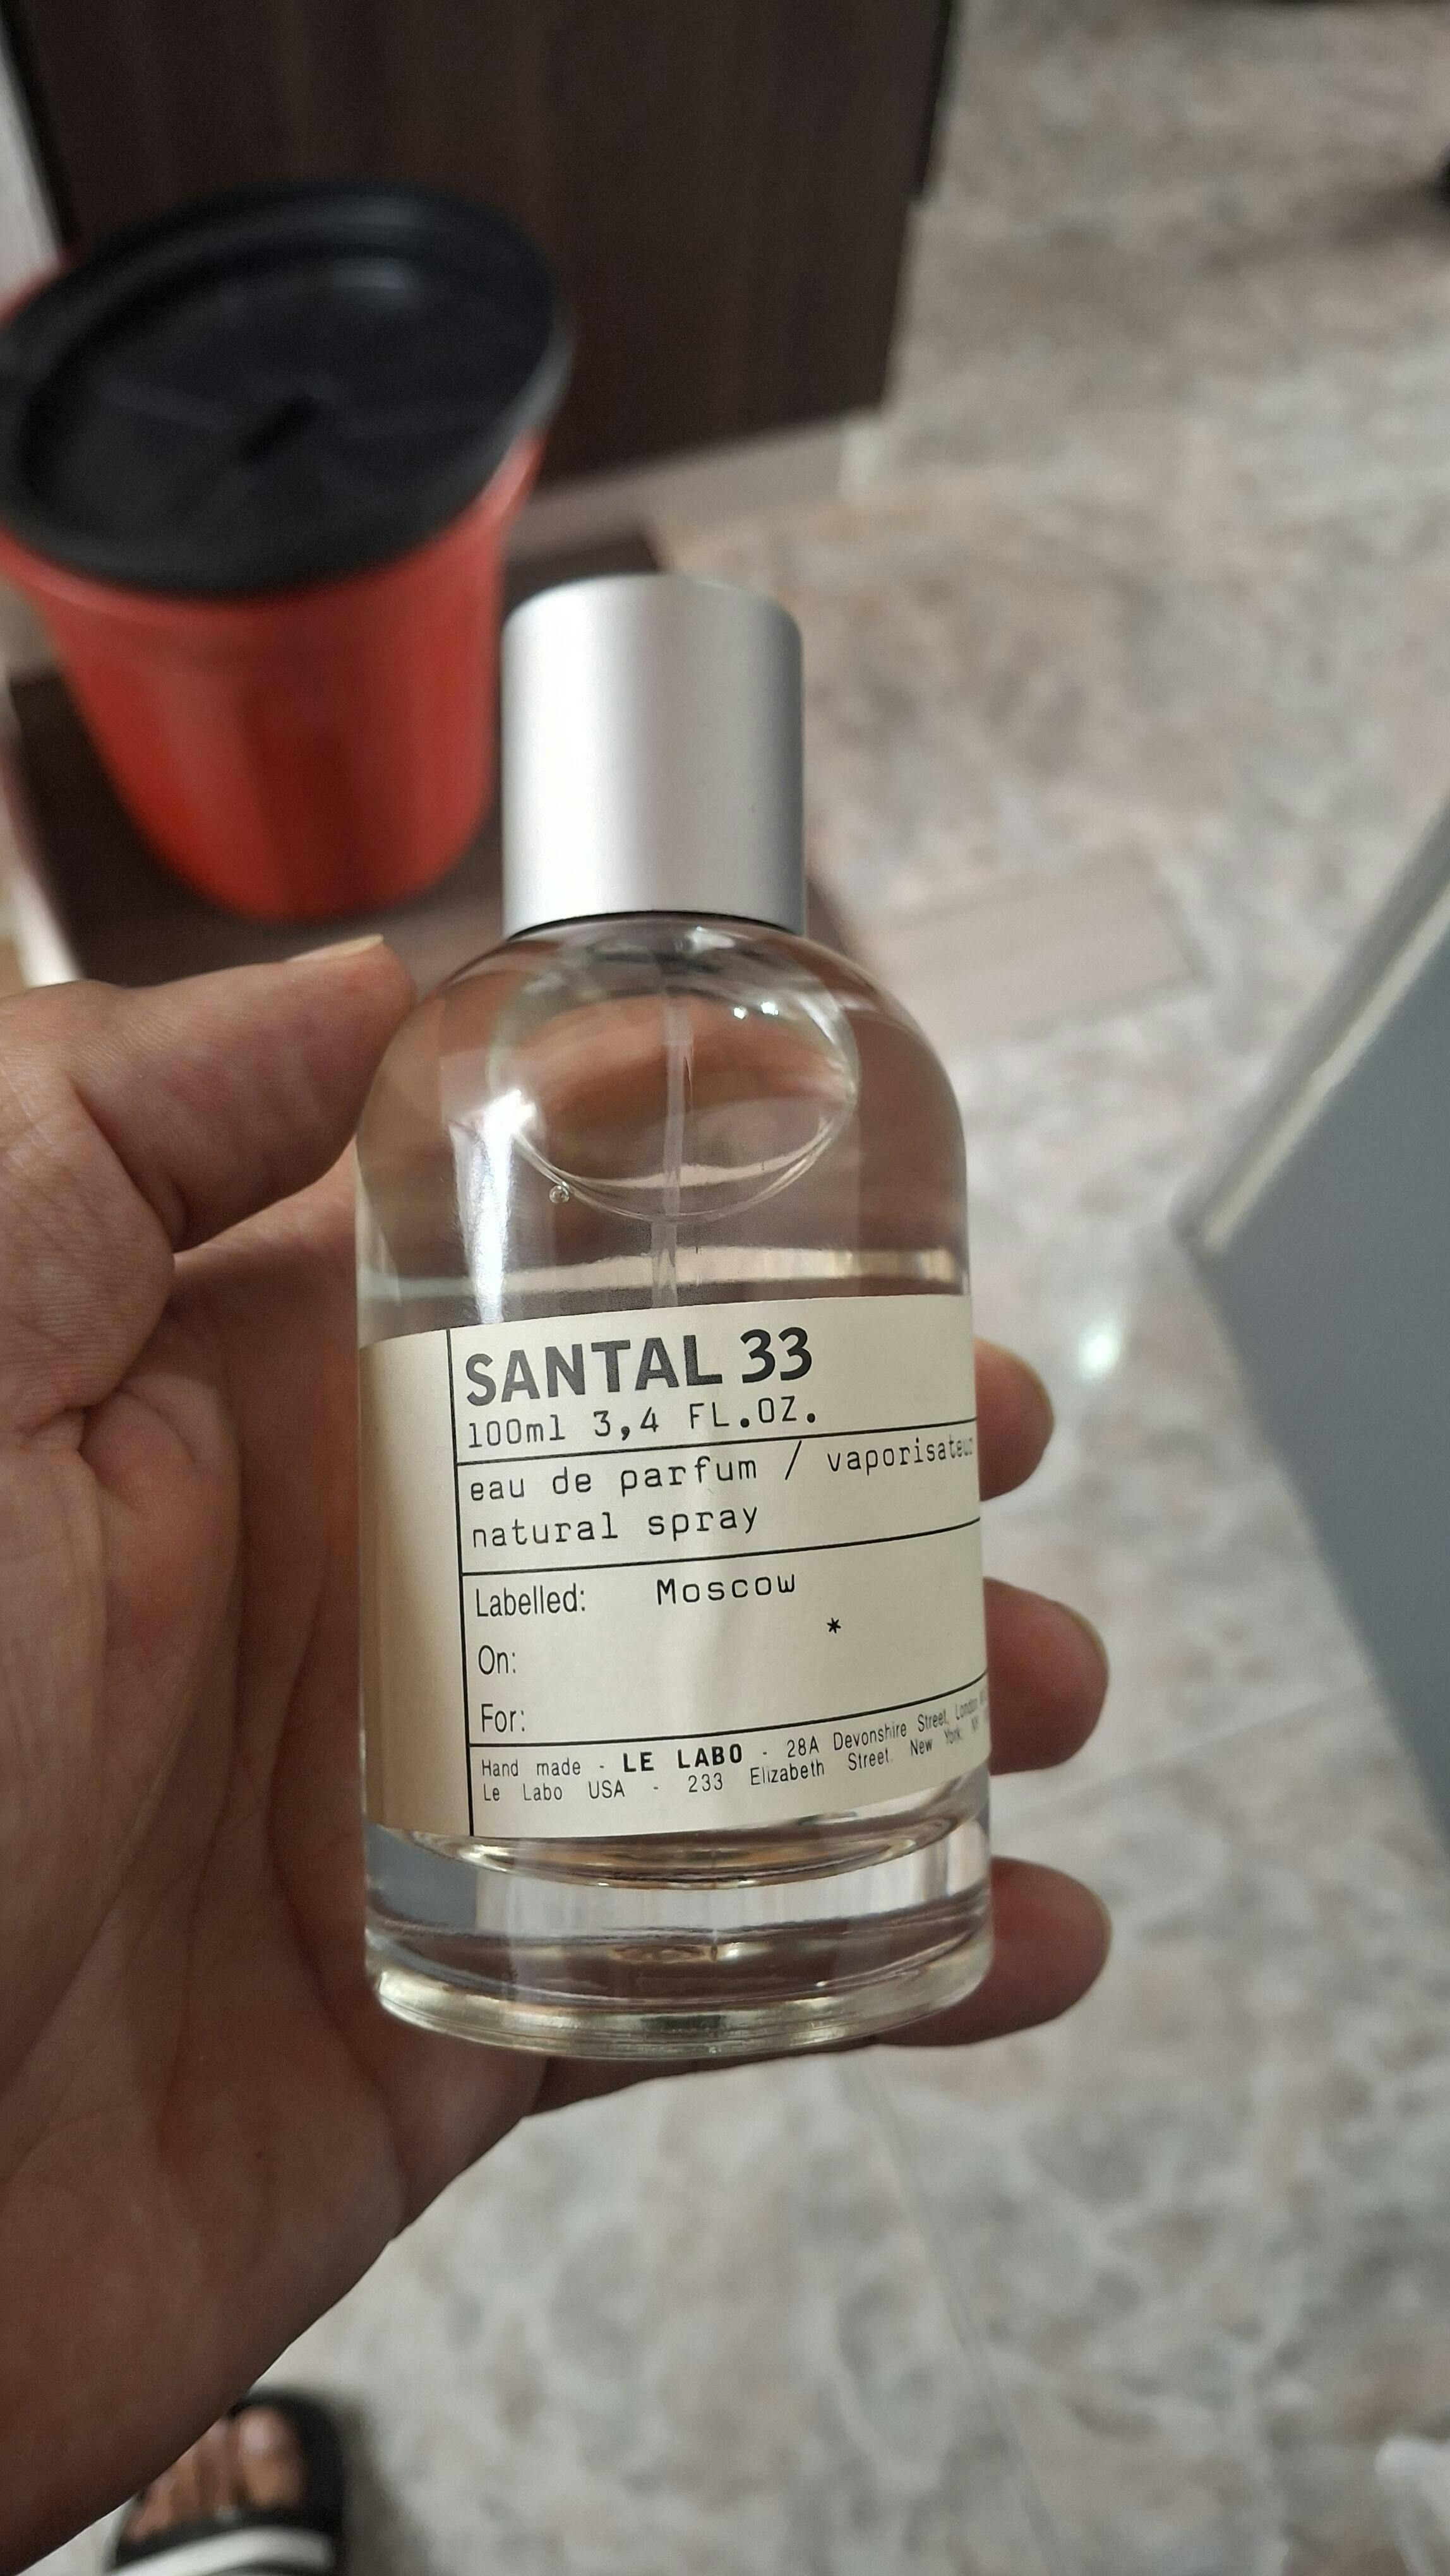 SANTAL 33
100ml 3,4 FL.OZ.
eau de parfum / vaporisateur
natural spray
Labelled: Moscow
*
On:
For:
Hand made - LE LABO - 28A Devonshire Street, London
Le Labo USA - 233 Elizabeth Street. New York. NY